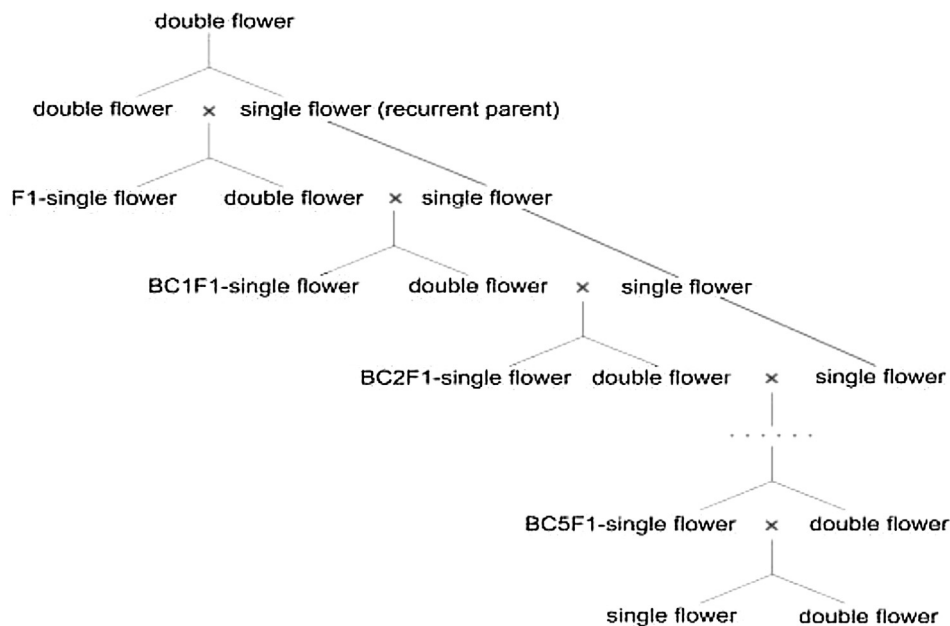 double flower
double flower × single flower (recurrent parent)
F1-single flower double flower × single flower
BC1F1-single flower double flower × single flower
BC2F1-single flower double flower × single flower
. . . . . .
BC5F1-single flower × double flower
single flower double flower